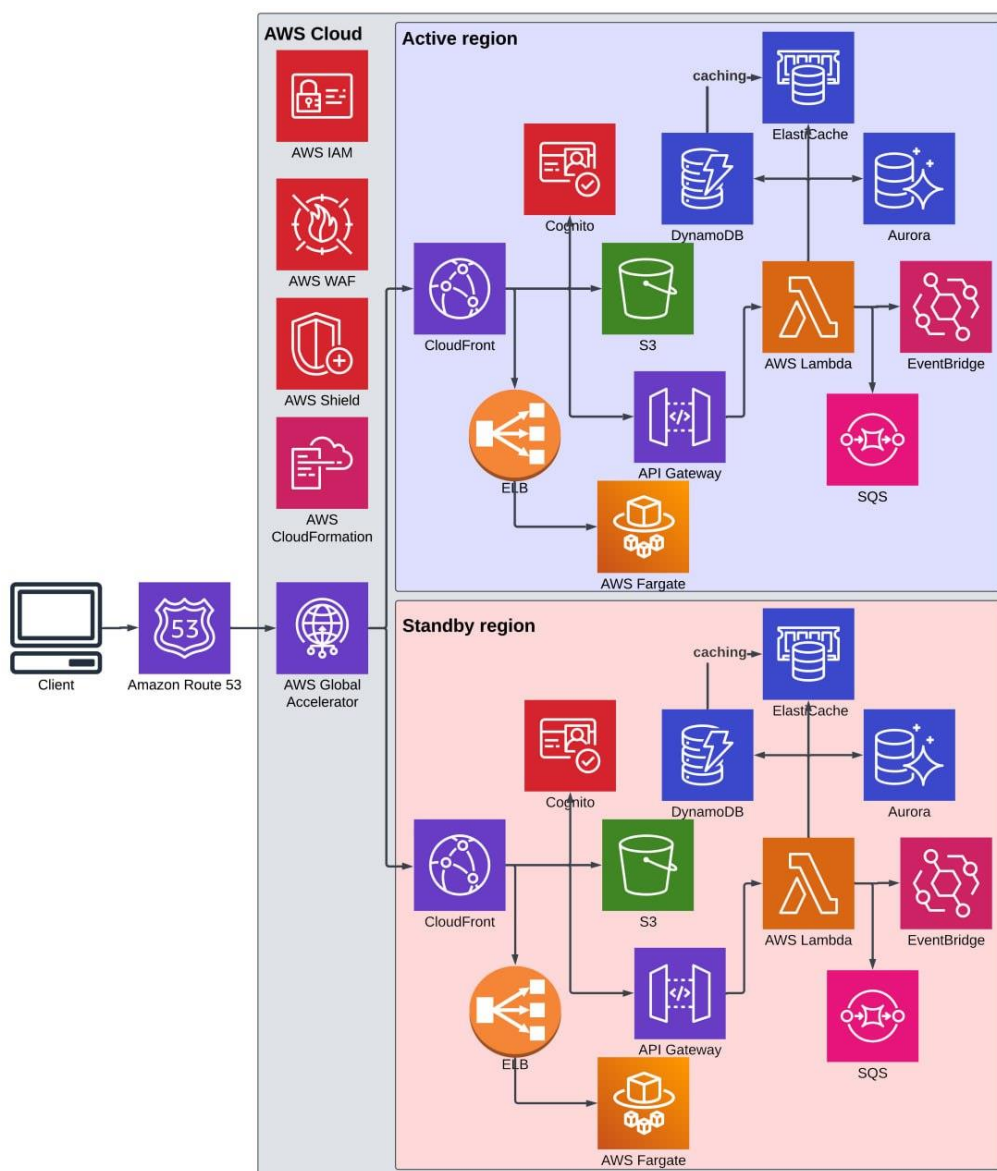 AWS Cloud
AWS IAM
AWS WAF
AWS Shield
AWS
CloudFormation
Client
53
Amazon Route 53
AWS Global
Accelerator
Active region
caching
ElastiCache
Cognito
DynamoDB
Aurora
CloudFront
S3
AWS Lambda
EventBridge
ELB
</>
API Gateway
SQS
AWS Fargate
Standby region
caching
ElastiCache
Cognito
DynamoDB
Aurora
CloudFront
S3
AWS Lambda
EventBridge
ELB
</>
API Gateway
SQS
AWS Fargate